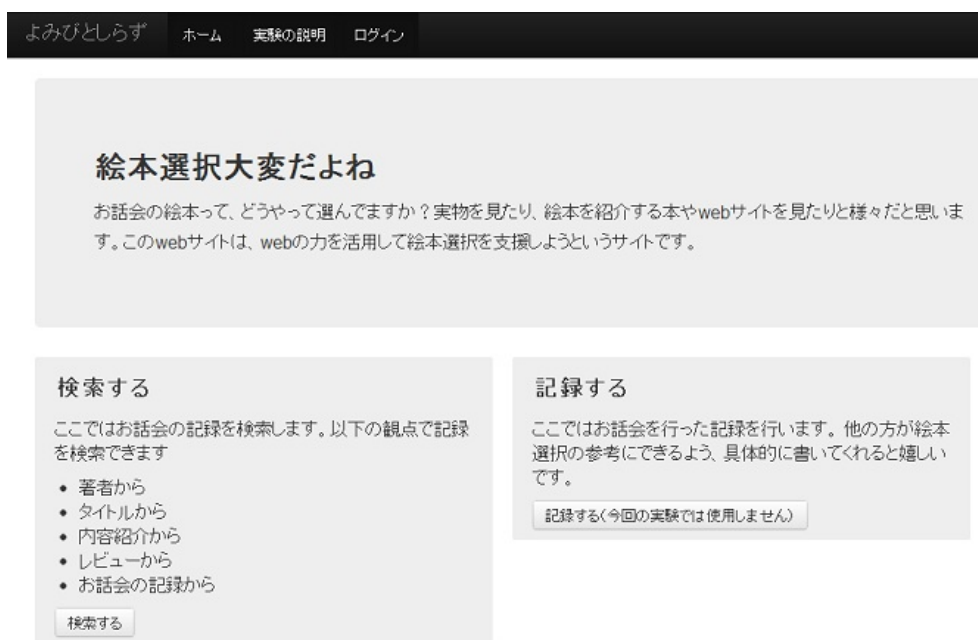 よみびとしらず ホーム 実験の説明 ログイン
絵本選択大変だよね
お話会の絵本って、どうやって選んでますか？実物を見たり、絵本を紹介する本やwebサイトを見たりと様々だと思いま
す。このwebサイトは、webの力を活用して絵本選択を支援しようというサイトです。
検索する
ここではお話会の記録を検索します。以下の観点で記録
を検索できます
• 著者から
• タイトルから
• 内容紹介から
• レビューから
• お話会の記録から
検索する
記録する
ここではお話会を行った記録を行います。他の方が絵本
選択の参考にできるよう、具体的に書いてくれると嬉しい
です。
記録する(今回の実験では使用しません)